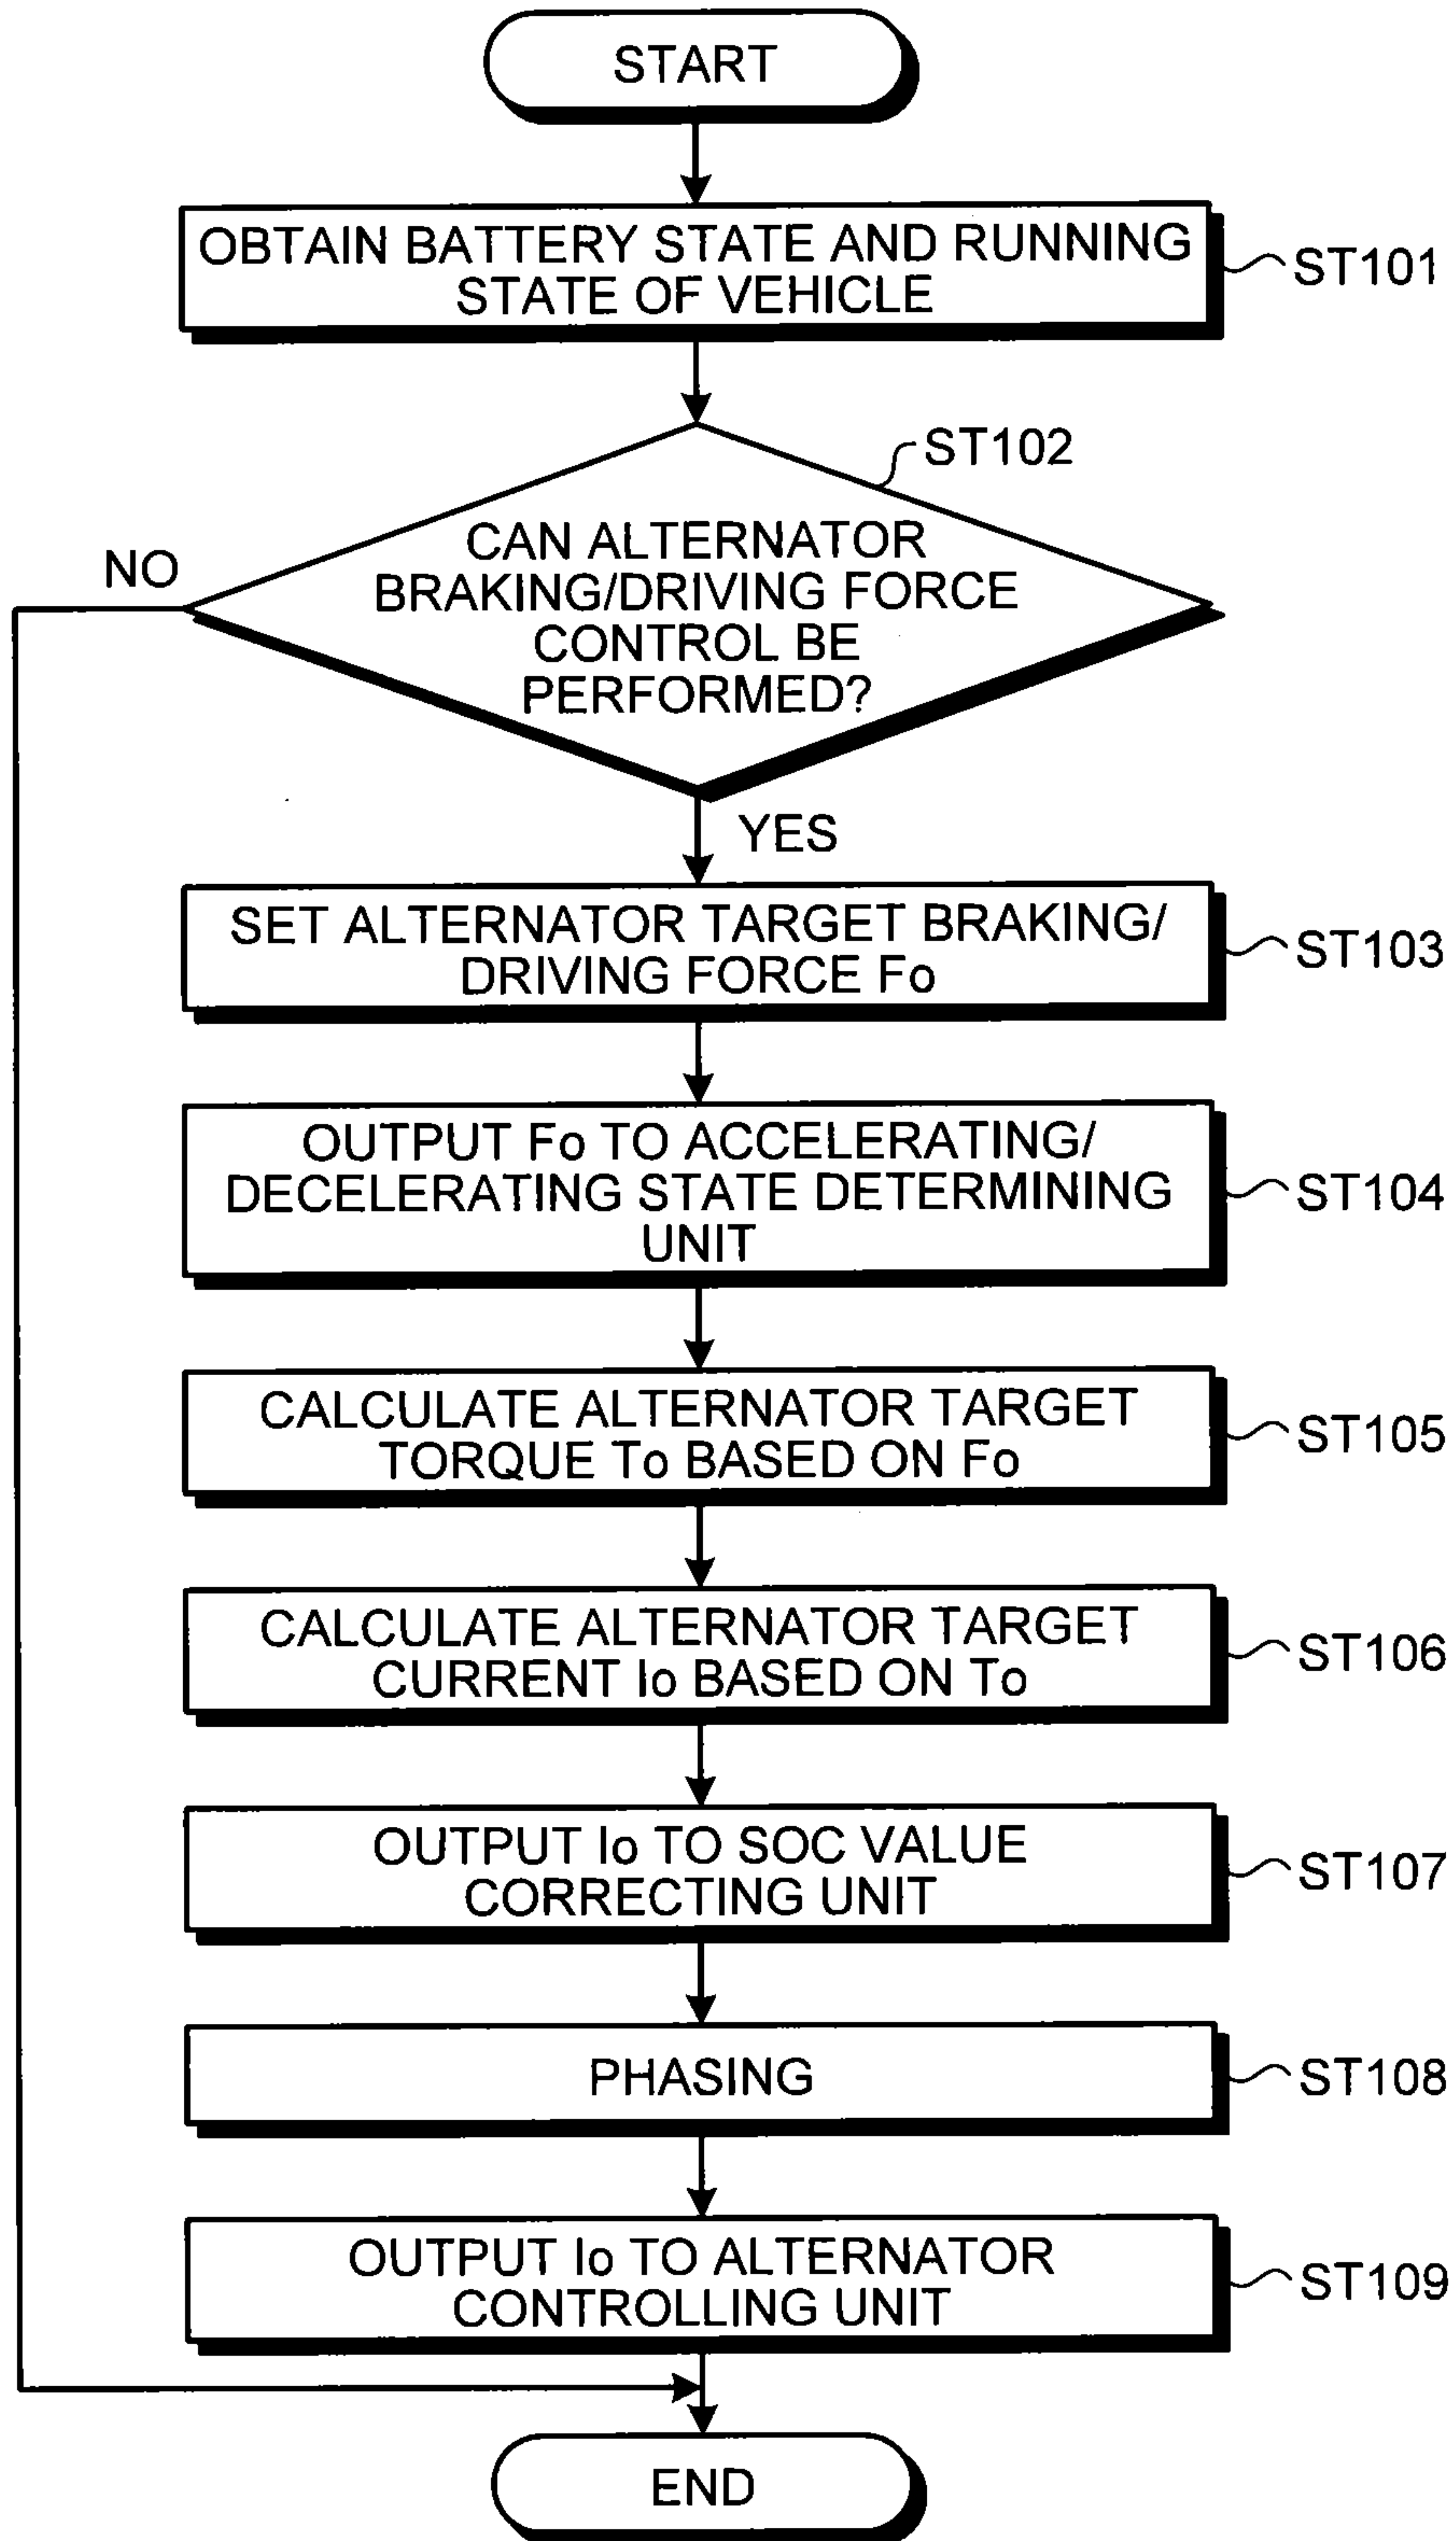 START
OBTAIN BATTERY STATE AND RUNNING
STATE OF VEHICLE
ST101
ST102
CAN ALTERNATOR
BRAKING/DRIVING FORCE
CONTROL BE
PERFORMED?
NO
YES
SET ALTERNATOR TARGET BRAKING/
DRIVING FORCE Fo
ST103
OUTPUT Fo TO ACCELERATING/
DECELERATING STATE DETERMINING
UNIT
ST104
CALCULATE ALTERNATOR TARGET
TORQUE To BASED ON Fo
ST105
CALCULATE ALTERNATOR TARGET
CURRENT Io BASED ON To
ST106
OUTPUT Io TO SOC VALUE
CORRECTING UNIT
ST107
PHASING
ST108
OUTPUT Io TO ALTERNATOR
CONTROLLING UNIT
ST109
END